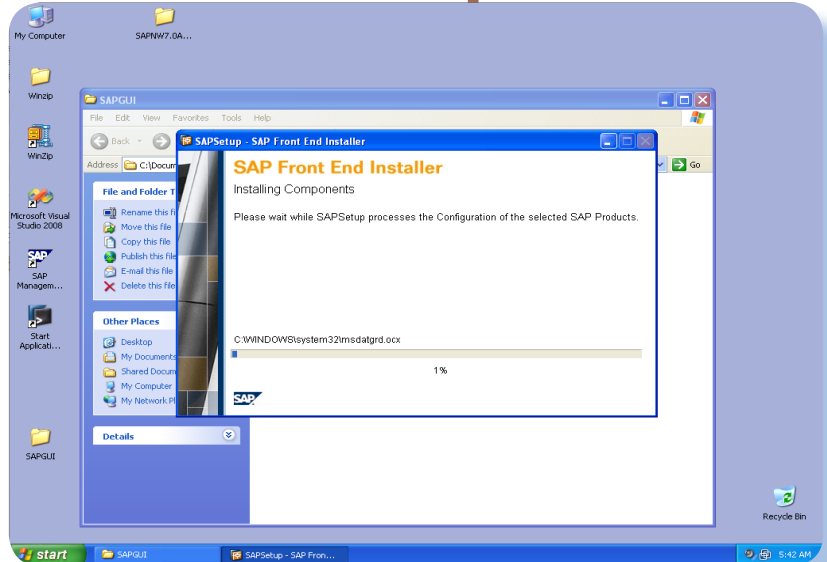 My Computer
SAPNW7.0A...
Winzip
WinZip
Microsoft Visual
Studio 2008
SAP
SAP
Managem...
Start
Applicati...
SAPGUI
SAPGUI
File Edit View Favorites Tools Help
Back
Address C:\Docum
Go
File and Folder T
Rename this fi
Move this file
Copy this file
Publish this file
E-mail this file
Delete this file
Other Places
Desktop
My Documents
Shared Docum
My Computer
My Network Pl
Details
SAPSetup - SAP Front End Installer
SAP Front End Installer
Installing Components
Please wait while SAPSetup processes the Configuration of the selected SAP Products.
C:\WINDOWS\system32\msdatgrd.ocx
1%
SAP
Recycle Bin
start
SAPGUI
SAPSetup - SAP Fron...
5:42 AM